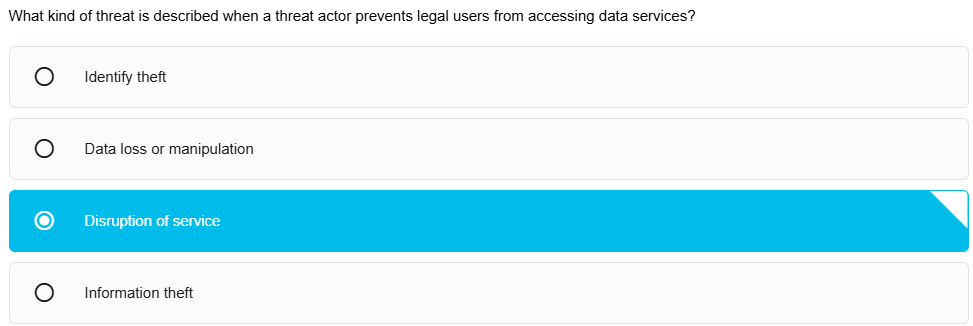 What kind of threat is described when a threat actor prevents legal users from accessing data services?
Identify theft
Data loss or manipulation
Disruption of service
Information theft